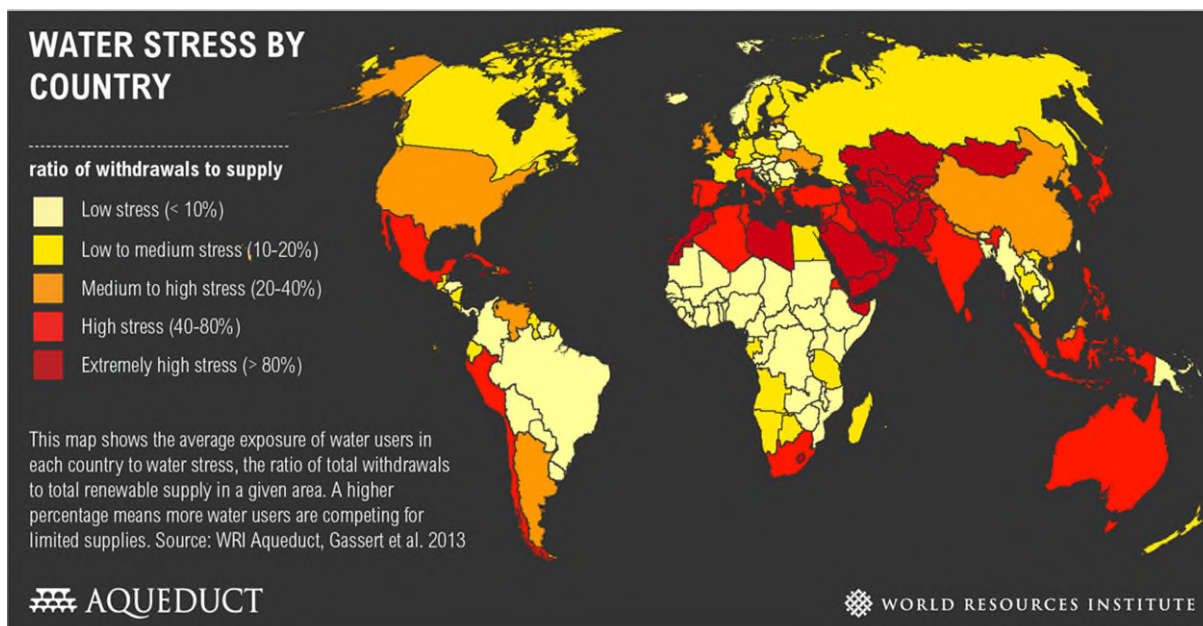 WATER STRESS BY
COUNTRY
ratio of withdrawals to supply
Low stress (< 10%)
Low to medium stress (10-20%)
Medium to high stress (20-40%)
High stress (40-80%)
Extremely high stress (> 80%)
This map shows the average exposure of water users in
each country to water stress, the ratio of total withdrawals
to total renewable supply in a given area. A higher
percentage means more water users are competing for
limited supplies. Source: WRI Aqueduct, Gassert et al. 2013
AQUEDUCT
WORLD RESOURCES INSTITUTE